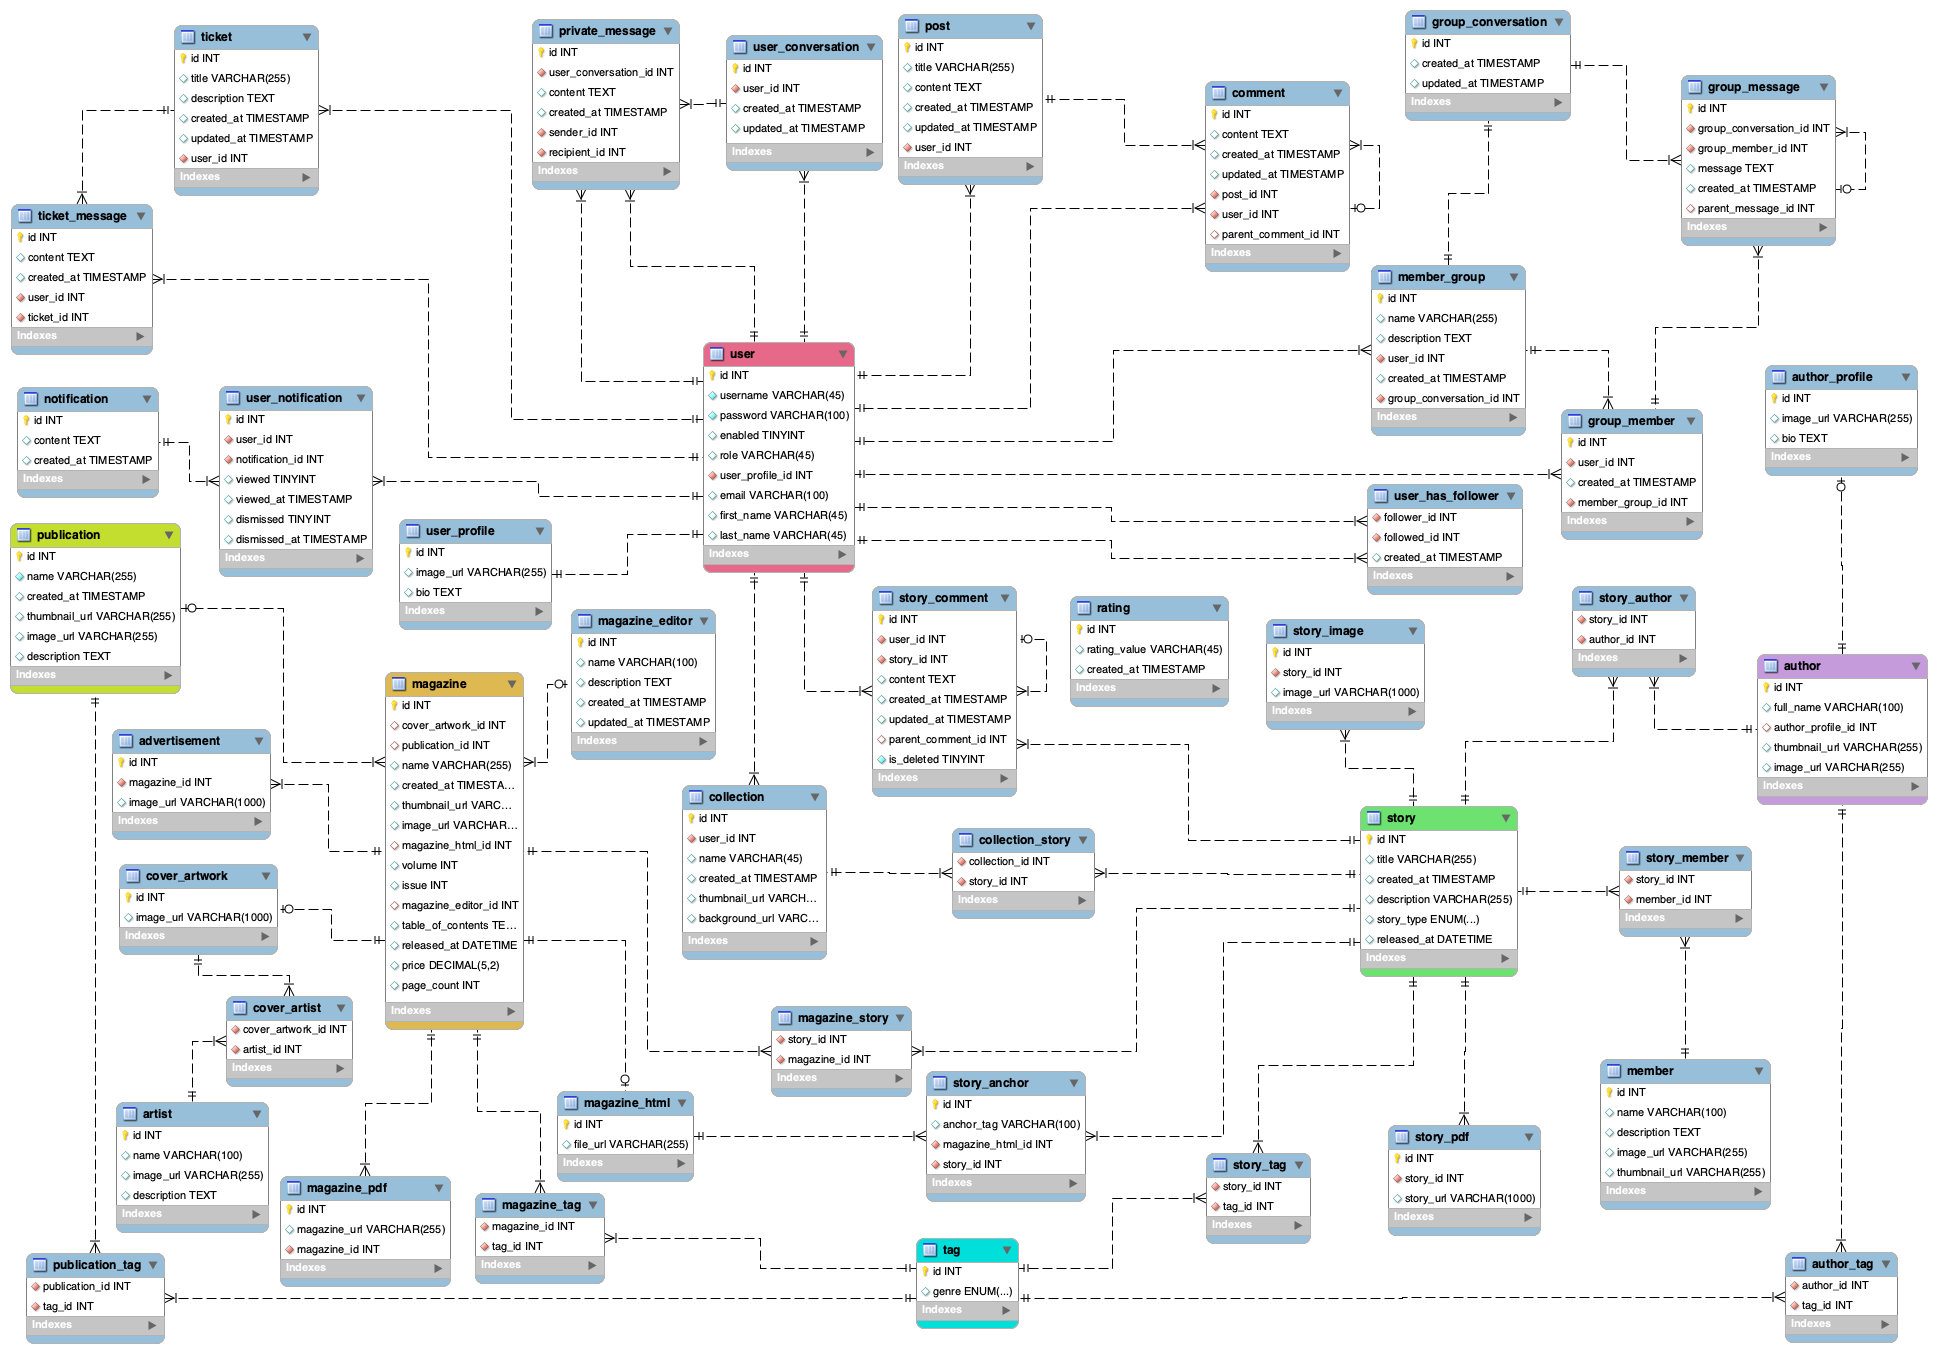 ticket
id INT
title VARCHAR(255)
description TEXT
created_at TIMESTAMP
updated_at TIMESTAMP
user_id INT
Indexes
private_message
id INT
user_conversation_id INT
content TEXT
created_at TIMESTAMP
sender_id INT
recipient_id INT
Indexes
user_conversation
id INT
user_id INT
created_at TIMESTAMP
updated_at TIMESTAMP
Indexes
post
id INT
title VARCHAR(255)
content TEXT
created_at TIMESTAMP
updated_at TIMESTAMP
user_id INT
Indexes
comment
id INT
content TEXT
created_at TIMESTAMP
updated_at TIMESTAMP
post_id INT
user_id INT
parent_comment_id INT
Indexes
group_conversation
id INT
created_at TIMESTAMP
updated_at TIMESTAMP
Indexes
group_message
id INT
group_conversation_id INT
group_member_id INT
message TEXT
created_at TIMESTAMP
parent_message_id INT
Indexes
ticket_message
id INT
content TEXT
created_at TIMESTAMP
user_id INT
ticket_id INT
Indexes
member_group
id INT
name VARCHAR(255)
description TEXT
user_id INT
created_at TIMESTAMP
group_conversation_id INT
Indexes
user
id INT
username VARCHAR(45)
password VARCHAR(100)
enabled TINYINT
role VARCHAR(45)
user_profile_id INT
email VARCHAR(100)
first_name VARCHAR(45)
last_name VARCHAR(45)
Indexes
notification
id INT
content TEXT
created_at TIMESTAMP
Indexes
user_notification
id INT
user_id INT
notification_id INT
viewed TINYINT
viewed_at TIMESTAMP
dismissed TINYINT
dismissed_at TIMESTAMP
Indexes
author_profile
id INT
image_url VARCHAR(255)
bio TEXT
Indexes
group_member
id INT
user_id INT
created_at TIMESTAMP
member_group_id INT
Indexes
user_has_follower
follower_id INT
followed_id INT
created_at TIMESTAMP
Indexes
publication
id INT
name VARCHAR(255)
created_at TIMESTAMP
thumbnail_url VARCHAR(255)
image_url VARCHAR(255)
description TEXT
Indexes
user_profile
id INT
image_url VARCHAR(255)
bio TEXT
Indexes
magazine_editor
id INT
name VARCHAR(100)
description TEXT
created_at TIMESTAMP
updated_at TIMESTAMP
Indexes
story_comment
id INT
user_id INT
story_id INT
content TEXT
created_at TIMESTAMP
updated_at TIMESTAMP
parent_comment_id INT
is_deleted TINYINT
Indexes
rating
id INT
rating_value VARCHAR(45)
created_at TIMESTAMP
Indexes
story_image
id INT
story_id INT
image_url VARCHAR(1000)
Indexes
story_author
story_id INT
author_id INT
Indexes
author
id INT
full_name VARCHAR(100)
author_profile_id INT
thumbnail_url VARCHAR(255)
image_url VARCHAR(255)
Indexes
magazine
id INT
cover_artwork_id INT
publication_id INT
name VARCHAR(255)
created_at TIMESTA...
thumbnail_url VARC...
image_url VARCHAR...
magazine_html_id INT
volume INT
issue INT
magazine_editor_id INT
table_of_contents TE...
released_at DATETIME
price DECIMAL(5,2)
page_count INT
Indexes
advertisement
id INT
magazine_id INT
image_url VARCHAR(1000)
Indexes
collection
id INT
user_id INT
name VARCHAR(45)
created_at TIMESTAMP
thumbnail_url VARCH...
background_url VARC...
Indexes
collection_story
collection_id INT
story_id INT
Indexes
story
id INT
title VARCHAR(255)
created_at TIMESTAMP
description VARCHAR(255)
story_type ENUM(...)
released_at DATETIME
Indexes
story_member
story_id INT
member_id INT
Indexes
cover_artwork
id INT
image_url VARCHAR(1000)
Indexes
cover_artist
cover_artwork_id INT
artist_id INT
Indexes
magazine_story
story_id INT
magazine_id INT
Indexes
member
id INT
name VARCHAR(100)
description TEXT
image_url VARCHAR(255)
thumbnail_url VARCHAR(255)
Indexes
artist
id INT
name VARCHAR(100)
image_url VARCHAR(255)
description TEXT
Indexes
magazine_html
id INT
file_url VARCHAR(255)
Indexes
story_anchor
id INT
anchor_tag VARCHAR(100)
magazine_html_id INT
story_id INT
Indexes
story_pdf
id INT
story_id INT
story_url VARCHAR(1000)
Indexes
story_tag
story_id INT
tag_id INT
Indexes
magazine_pdf
id INT
magazine_url VARCHAR(255)
magazine_id INT
Indexes
magazine_tag
magazine_id INT
tag_id INT
Indexes
publication_tag
publication_id INT
tag_id INT
Indexes
tag
id INT
genre ENUM(...)
Indexes
author_tag
author_id INT
tag_id INT
Indexes